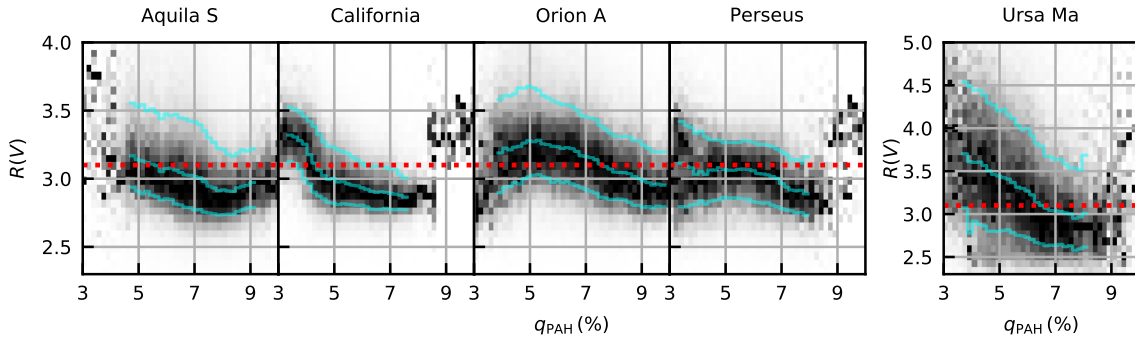 Aquila S California Orion A Perseus Ursa Ma
4.0 5.0
3.5 4.5
4.0
3.0 3.5
3.0
2.5 2.5
R(V) R(V)
3 5 7 9 3 5 7 9 3 5 7 9 3 5 7 9 3 5 7 9
qPAH (%) qPAH (%)